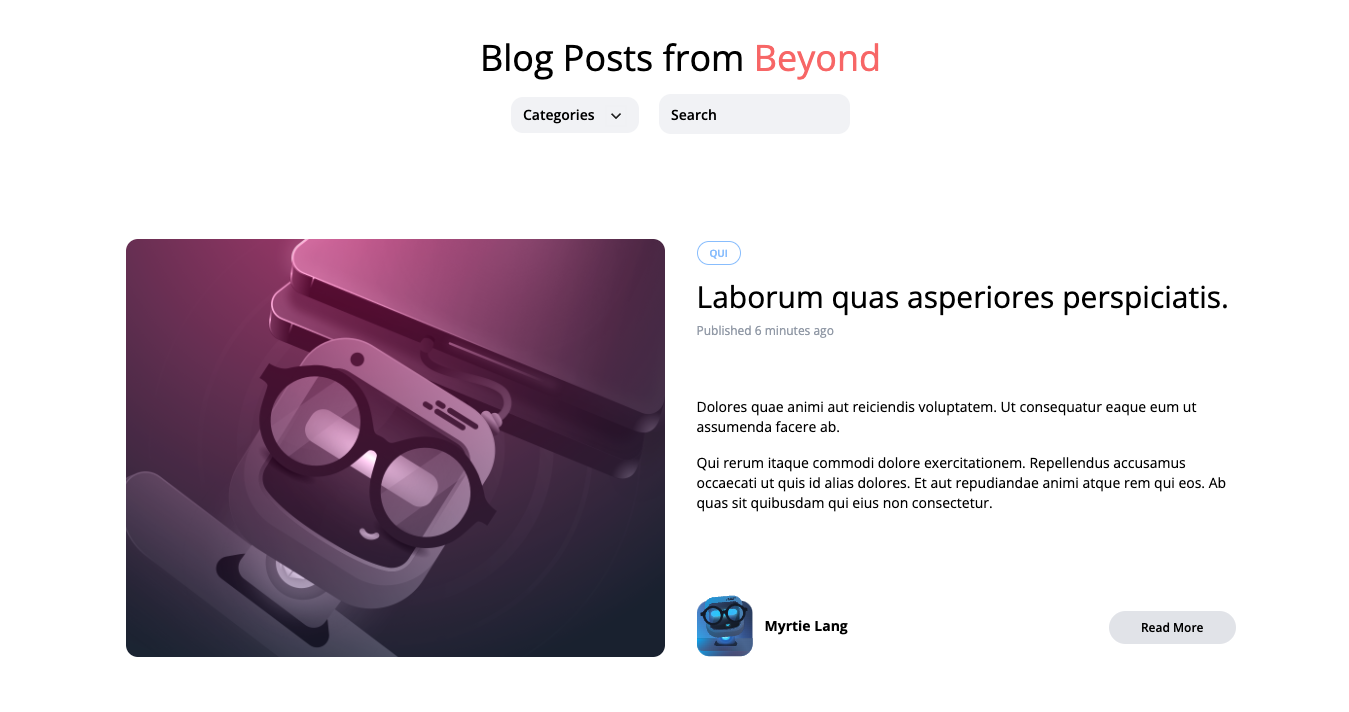 Blog Posts from Beyond
Categories
Search
QUI
Laborum quas asperiores perspiciatis.
Published 6 minutes ago
Dolores quae animi aut reiciendis voluptatem. Ut consequatur eaque eum ut
assumenda facere ab.
Qui rerum itaque commodi dolore exercitationem. Repellendus accusamus
occaecati ut quis id alias dolores. Et aut repudiandae animi atque rem qui eos. Ab
quas sit quibusdam qui eius non consectetur.
Myrtie Lang
Read More